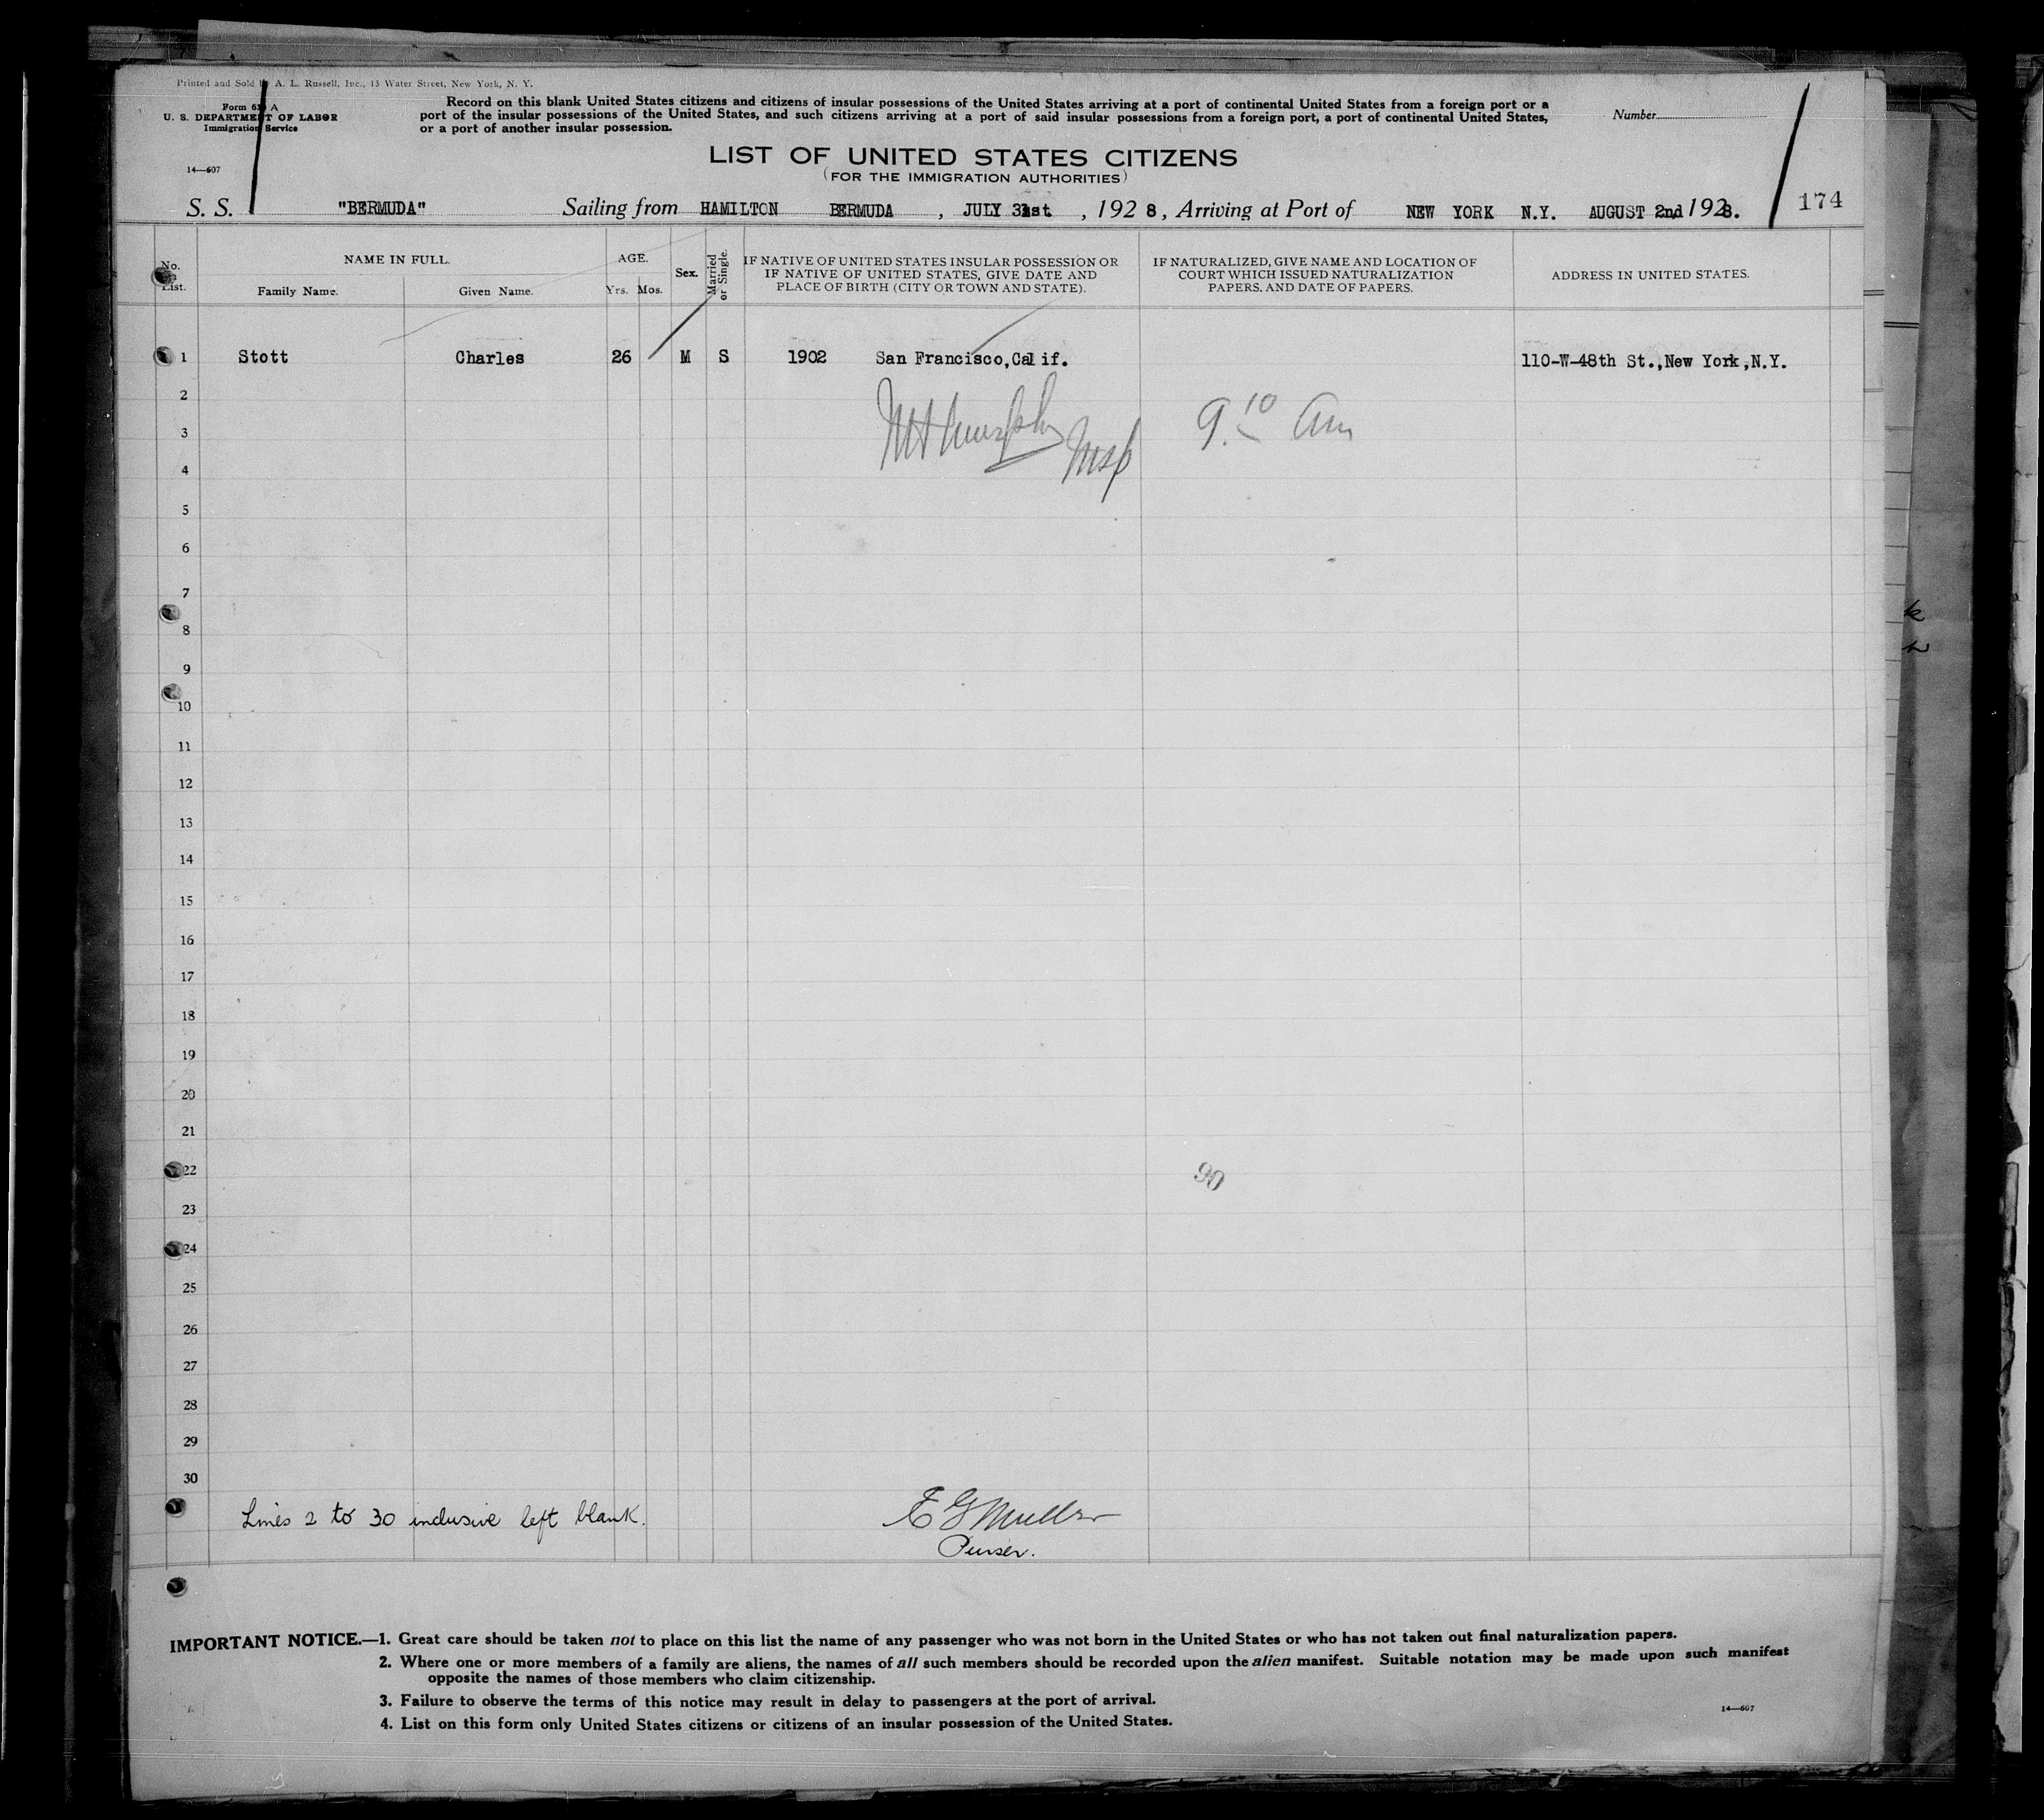 Printed and Sold by A. L. Russell, Inc., 13 Water Street, New York, N. Y.
Form 630 A
U. S. DEPARTMENT OF LABOR
Immigration Service
14—607
Record on this blank United States citizens and citizens of insular possessions of the United States arriving at a port of continental United States from a foreign port or a
port of the insular possessions of the United States, and such citizens arriving at a port of said insular possessions from a foreign port, a port of continental United States,
or a port of another insular possession.
Number
LIST OF UNITED STATES CITIZENS
(FOR THE IMMIGRATION AUTHORITIES)
S. S. "BERMUDA" Sailing from HAMILTON BERMUDA , JULY 31st , 1928, Arriving at Port of NEW YORK N.Y. AUGUST 2nd 1928. 174
No. on List.
NAME IN FULL.
Family Name. Given Name.
AGE.
Yrs. Mos.
Sex.
Married or Single.
IF NATIVE OF UNITED STATES INSULAR POSSESSION OR
IF NATIVE OF UNITED STATES, GIVE DATE AND
PLACE OF BIRTH (CITY OR TOWN AND STATE).
IF NATURALIZED, GIVE NAME AND LOCATION OF
COURT WHICH ISSUED NATURALIZATION
PAPERS, AND DATE OF PAPERS.
ADDRESS IN UNITED STATES.
1 Stott Charles 26 M S 1902 San Francisco,Calif. 110-W-48th St.,New York,N.Y.
2
3 Murphy Insp 9.10 Am
4
5
6
7
8
9
10
11
12
13
14
15
16
17
18
19
20
21
22 90
23
24
25
26
27
28
29
30
Lines 2 to 30 inclusive left blank. E G Muller
Purser.
IMPORTANT NOTICE.—1. Great care should be taken not to place on this list the name of any passenger who was not born in the United States or who has not taken out final naturalization papers.
2. Where one or more members of a family are aliens, the names of all such members should be recorded upon the alien manifest. Suitable notation may be made upon such manifest
opposite the names of those members who claim citizenship.
3. Failure to observe the terms of this notice may result in delay to passengers at the port of arrival.
4. List on this form only United States citizens or citizens of an insular possession of the United States.
14—607